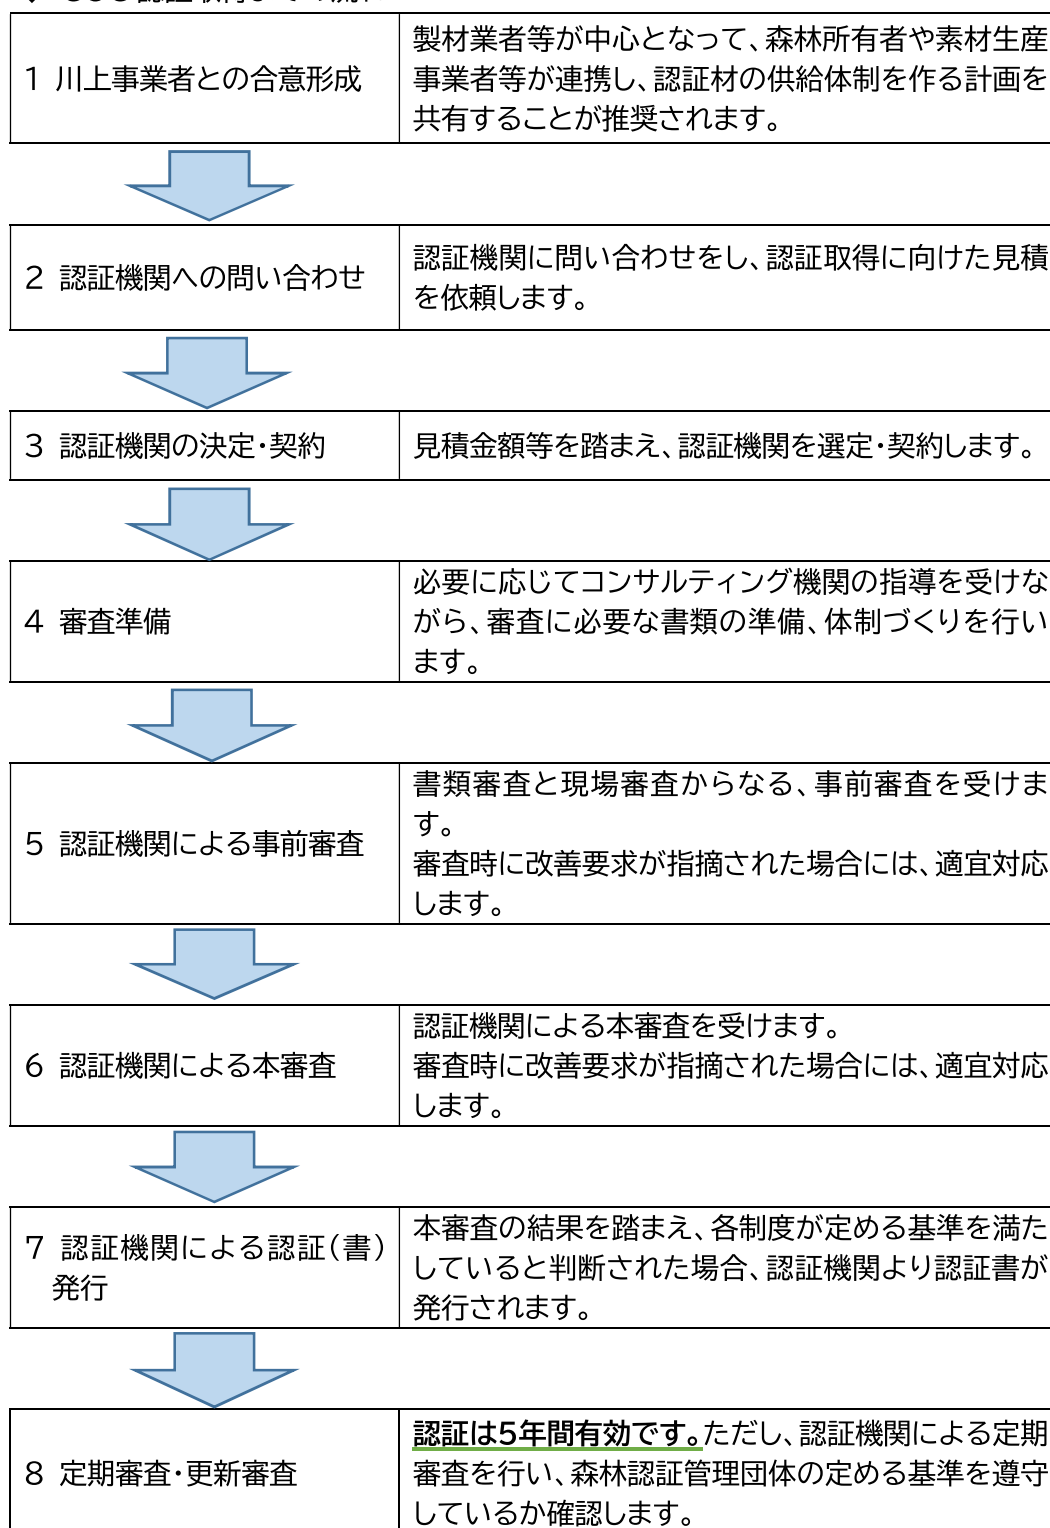 1 川上事業者との合意形成
製材業者等が中心となって、森林所有者や素材生産
事業者等が連携し、認証材の供給体制を作る計画を
共有することが推奨されます。
2 認証機関への問い合わせ
認証機関に問い合わせをし、認証取得に向けた見積
を依頼します。
3 認証機関の決定・契約
見積金額等を踏まえ、認証機関を選定・契約します。
4 審査準備
必要に応じてコンサルティング機関の指導を受けな
がら、審査に必要な書類の準備、体制づくりを行い
ます。
5 認証機関による事前審査
書類審査と現場審査からなる、事前審査を受けま
す。
審査時に改善要求が指摘された場合には、適宜対応
します。
6 認証機関による本審査
認証機関による本審査を受けます。
審査時に改善要求が指摘された場合には、適宜対応
します。
7 認証機関による認証(書)
発行
本審査の結果を踏まえ、各制度が定める基準を満た
していると判断された場合、認証機関より認証書が
発行されます。
8 定期審査・更新審査
認証は5年間有効です。ただし、認証機関による定期
審査を行い、森林認証管理団体の定める基準を遵守
しているか確認します。